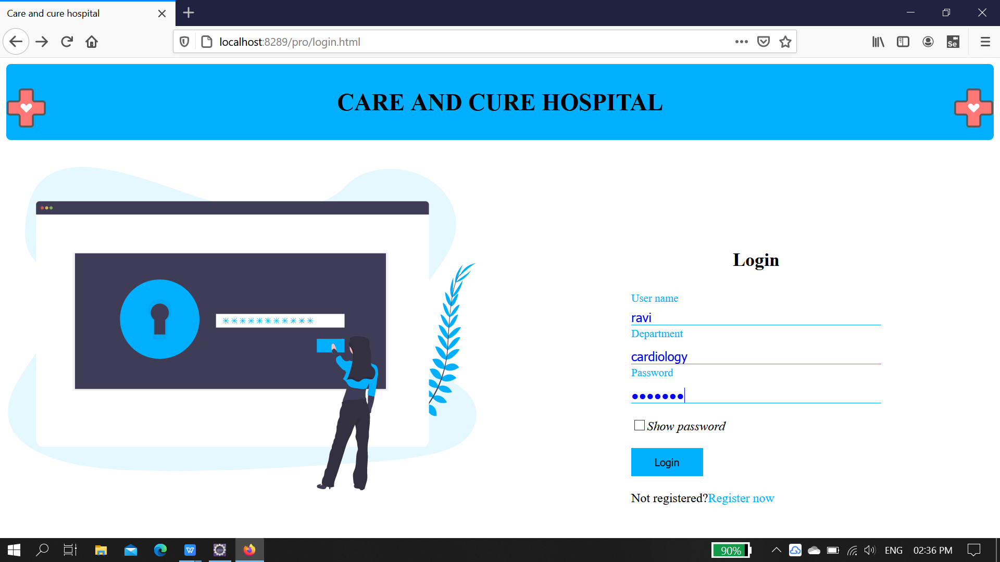 Care and cure hospital
localhost:8289/pro/login.html
Se
CARE AND CURE HOSPITAL
Login
User name
ravi
Department
cardiology
Password
●●●●●●●
Show password
Login
Not registered?Register now
W
90%
ENG
02:36 PM